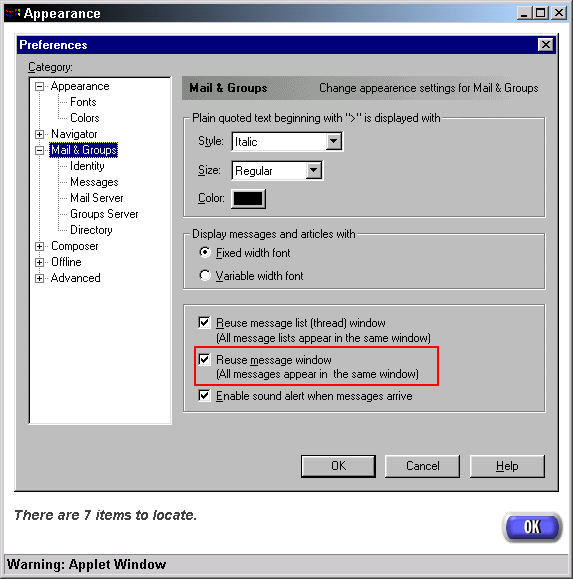 Appearance
Preferences
Category:
Appearance
Fonts
Colors
Navigator
Mail & Groups
Identity
Messages
Mail Server
Groups Server
Directory
Composer
Offline
Advanced
Mail & Groups Change appearence settings for Mail & Groups
Plain quoted text beginning with ">" is displayed with
Style: Italic
Size: Regular
Color:
Display messages and articles with
Fixed width font
Variable width font
Reuse message list (thread) window
(All message lists appear in the same window)
Reuse message window
(All messages appear in the same window)
Enable sound alert when messages arrive
OK Cancel Help
There are 7 items to locate.
OK
Warning: Applet Window